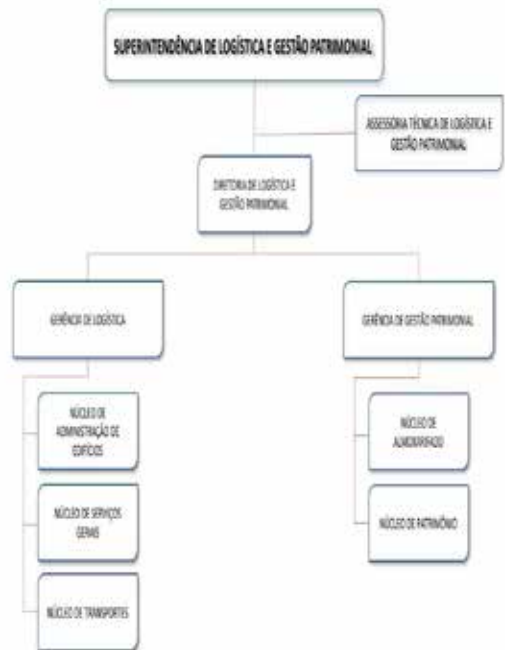 SUPERINTENDÊNCIA DE LOGÍSTICA E GESTÃO PATRIMONIAL
ASSESSORIA TÉCNICA DE LOGÍSTICA E
GESTÃO PATRIMONIAL
DIRETORIA DE LOGÍSTICA E
GESTÃO PATRIMONIAL
GERÊNCIA DE LOGÍSTICA
NÚCLEO DE
ADMINISTRAÇÃO DE
EDIFÍCIOS
NÚCLEO DE SERVIÇOS
GERAIS
NÚCLEO DE TRANSPORTES
GERÊNCIA DE GESTÃO PATRIMONIAL
NÚCLEO DE
ALMOXARIFADO
NÚCLEO DE PATRIMÔNIO